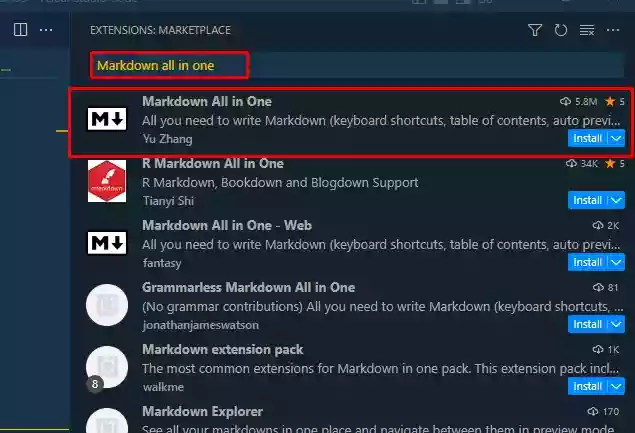 EXTENSIONS: MARKETPLACE
Markdown all in one
Markdown All in One 5.8M 5
All you need to write Markdown (keyboard shortcuts, table of contents, auto previ...
Yu Zhang Install
R Markdown All in One 34K 5
R Markdown, Bookdown and Blogdown Support
Tianyi Shi Install
Markdown All in One - Web 2K
All you need to write Markdown (keyboard shortcuts, table of contents, auto previ...
fantasy Install
Grammarless Markdown All in One 81
(No grammar contributions) All you need to write Markdown (keyboard shortcuts, ...
jonathanjameswatson Install
Markdown extension pack 1K
The most common extensions for Markdown in one pack. This extension pack incl...
8 walkme Install
Markdown Explorer 170
See all your markdowns in one place and navigate between them in preview mode